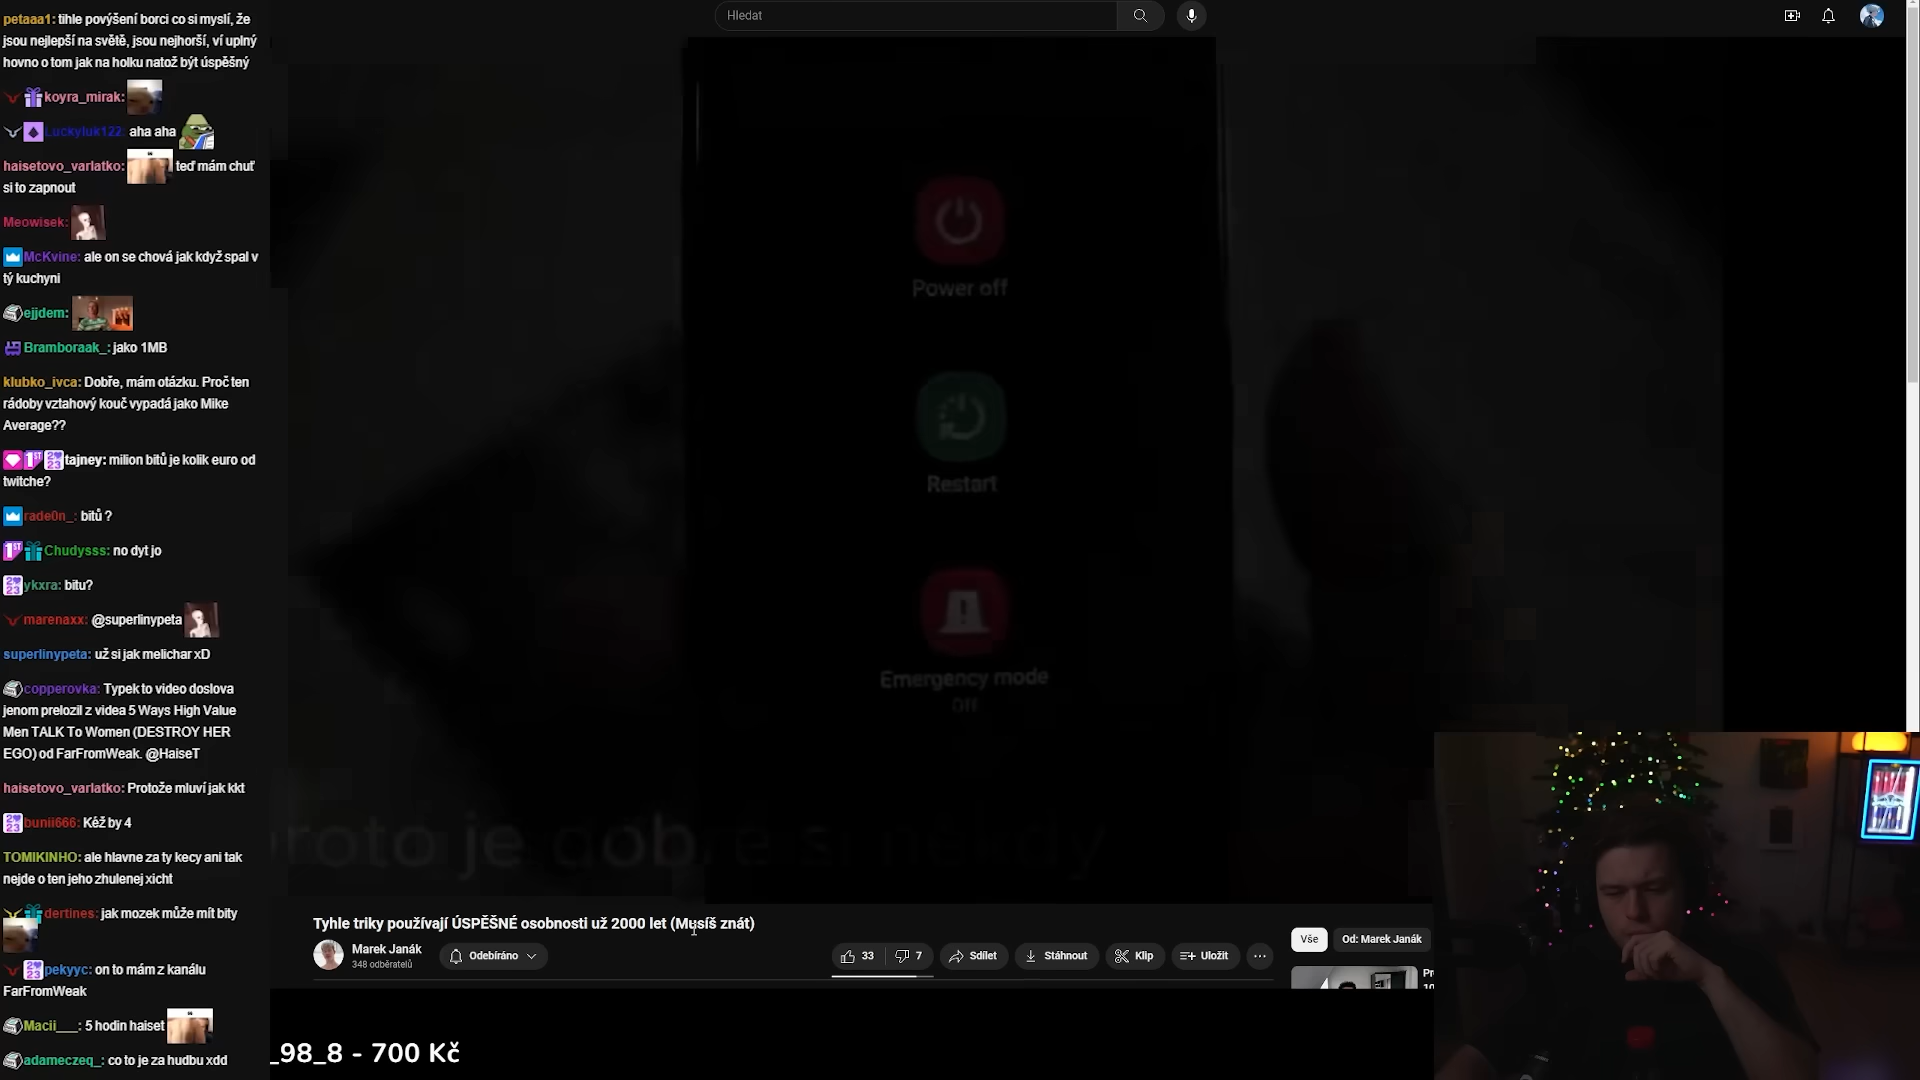 petaaa1: tihle povýšení borci co si myslí, že
jsou nejlepší na světě, jsou nejhorší, ví uplný
hovno o tom jak na holku natož být úspěšný
koyra_mirak:
Luckyluk122: aha aha
haisetovo_varlatko: teď mám chuť
si to zapnout
Meowisek:
McKvine: ale on se chová jak když spal v
tý kuchyni
ejjdem:
Bramboraak_: jako 1MB
klubko_ivca: Dobře, mám otázku. Proč ten
rádoby vztahový kouč vypadá jako Mike
Average??
tajney: milion bitů je kolik euro od
twitche?
rade0n_: bitů ?
Chudysss: no dyt jo
ykxra: bitu?
marenaxx: @superlinypeta
superlinypeta: už si jak melichar xD
copperovka: Typek to video doslova
jenom prelozil z videa 5 Ways High Value
Men TALK To Women (DESTROY HER
EGO) od FarFromWeak. @HaiseT
haisetovo_varlatko: Protože mluví jak kkt
bunii666: Kéž by 4
TOMIKINHO: ale hlavne za ty kecy ani tak
nejde o ten jeho zhulenej xicht
dertines: jak mozek může mít bity
pekyyc: on to mám z kanálu
FarFromWeak
Macii___: 5 hodin haiset
adameczeq_: co to je za hudbu xdd
Hledat
Power off
Restart
Emergency mode
Off
roto je dobré si někdy
Tyhle triky používají ÚSPĚŠNÉ osobnosti už 2000 let (Musíš znát)
Marek Janák
348 odběratelů
Odebíráno
33
7
Sdílet
Stáhnout
Klip
Uložit
Vše
Od: Marek Janák
_98_8 - 700 Kč